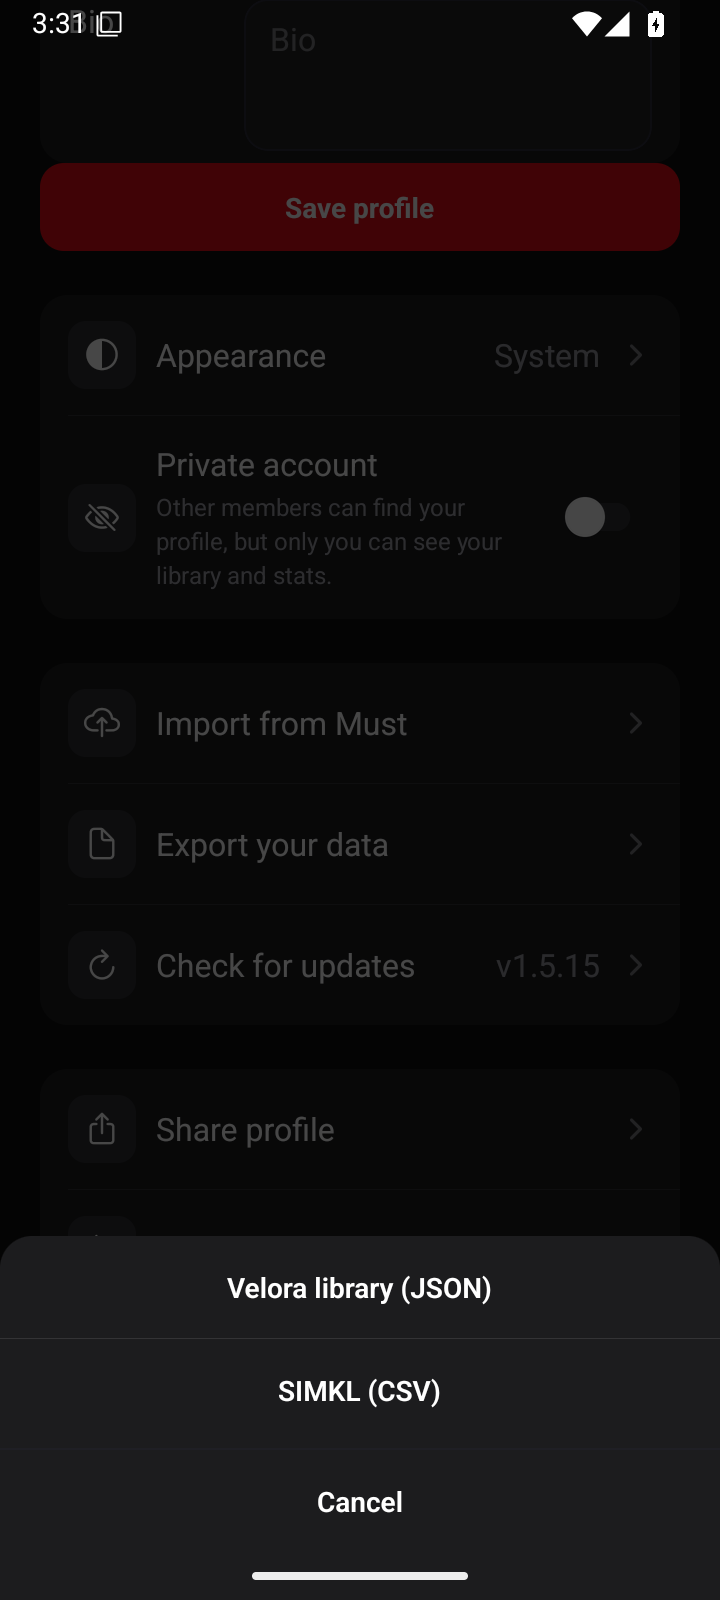 3:31
Bio
Bio
Save profile
Appearance
System
Private account
Other members can find your
profile, but only you can see your
library and stats.
Import from Must
Export your data
Check for updates
v1.5.15
Share profile
Velora library (JSON)
SIMKL (CSV)
Cancel